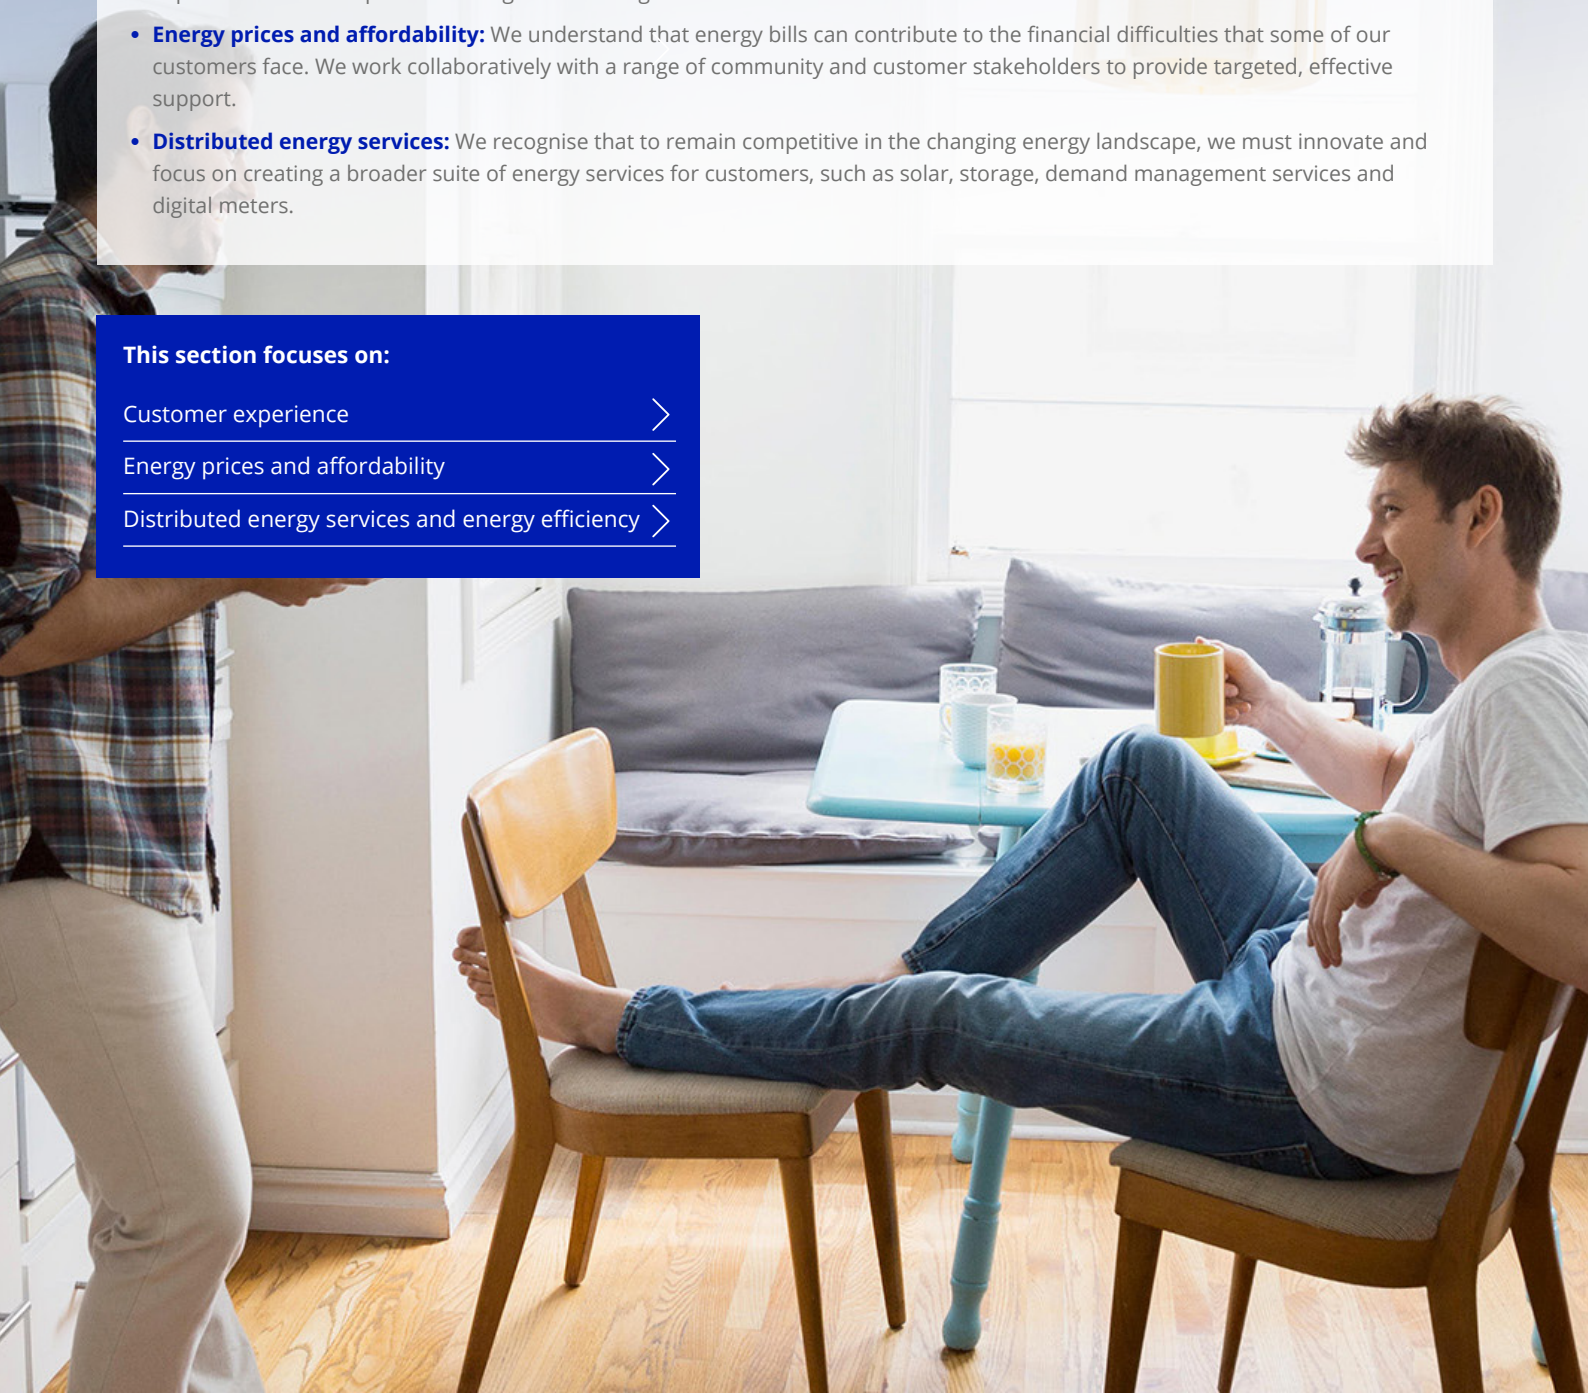 • Energy prices and affordability: We understand that energy bills can contribute to the financial difficulties that some of our
customers face. We work collaboratively with a range of community and customer stakeholders to provide targeted, effective
support.
• Distributed energy services: We recognise that to remain competitive in the changing energy landscape, we must innovate and
focus on creating a broader suite of energy services for customers, such as solar, storage, demand management services and
digital meters.
This section focuses on:
Customer experience
Energy prices and affordability
Distributed energy services and energy efficiency